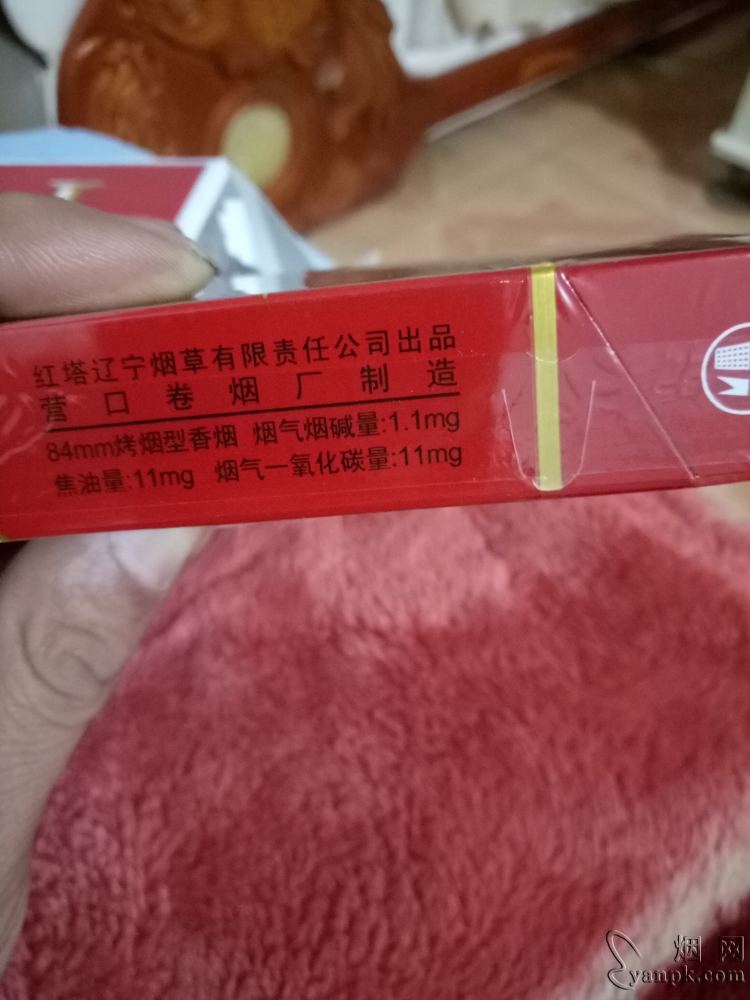 红塔辽宁烟草有限责任公司出品
营口卷烟厂制造
84mm烤烟型香烟 烟气烟碱量:1.1mg
焦油量:11mg 烟气一氧化碳量:11mg
烟网
yanpk.com